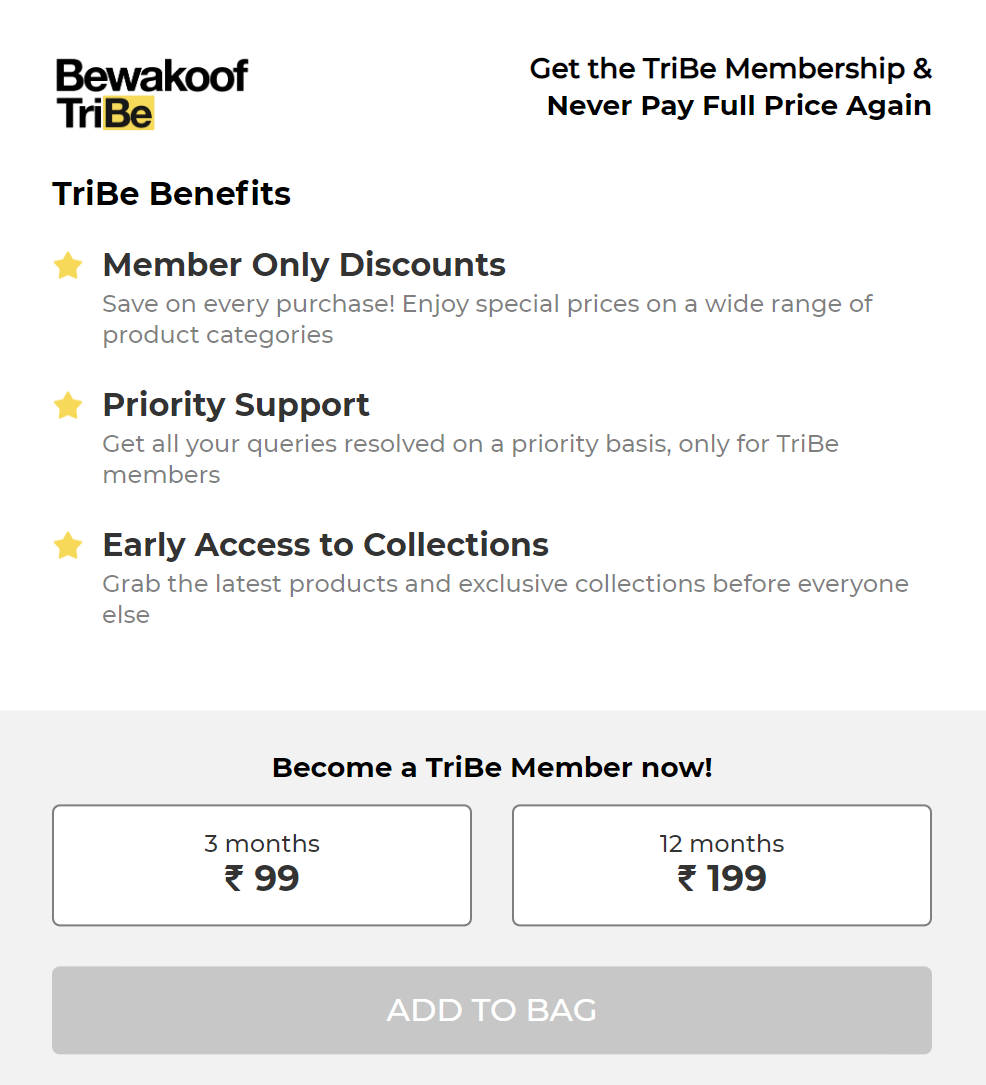 Bewakoof
TriBe
Get the TriBe Membership &
Never Pay Full Price Again
TriBe Benefits
Member Only Discounts
Save on every purchase! Enjoy special prices on a wide range of
product categories
Priority Support
Get all your queries resolved on a priority basis, only for TriBe
members
Early Access to Collections
Grab the latest products and exclusive collections before everyone
else
Become a TriBe Member now!
3 months
₹ 99
12 months
₹ 199
ADD TO BAG